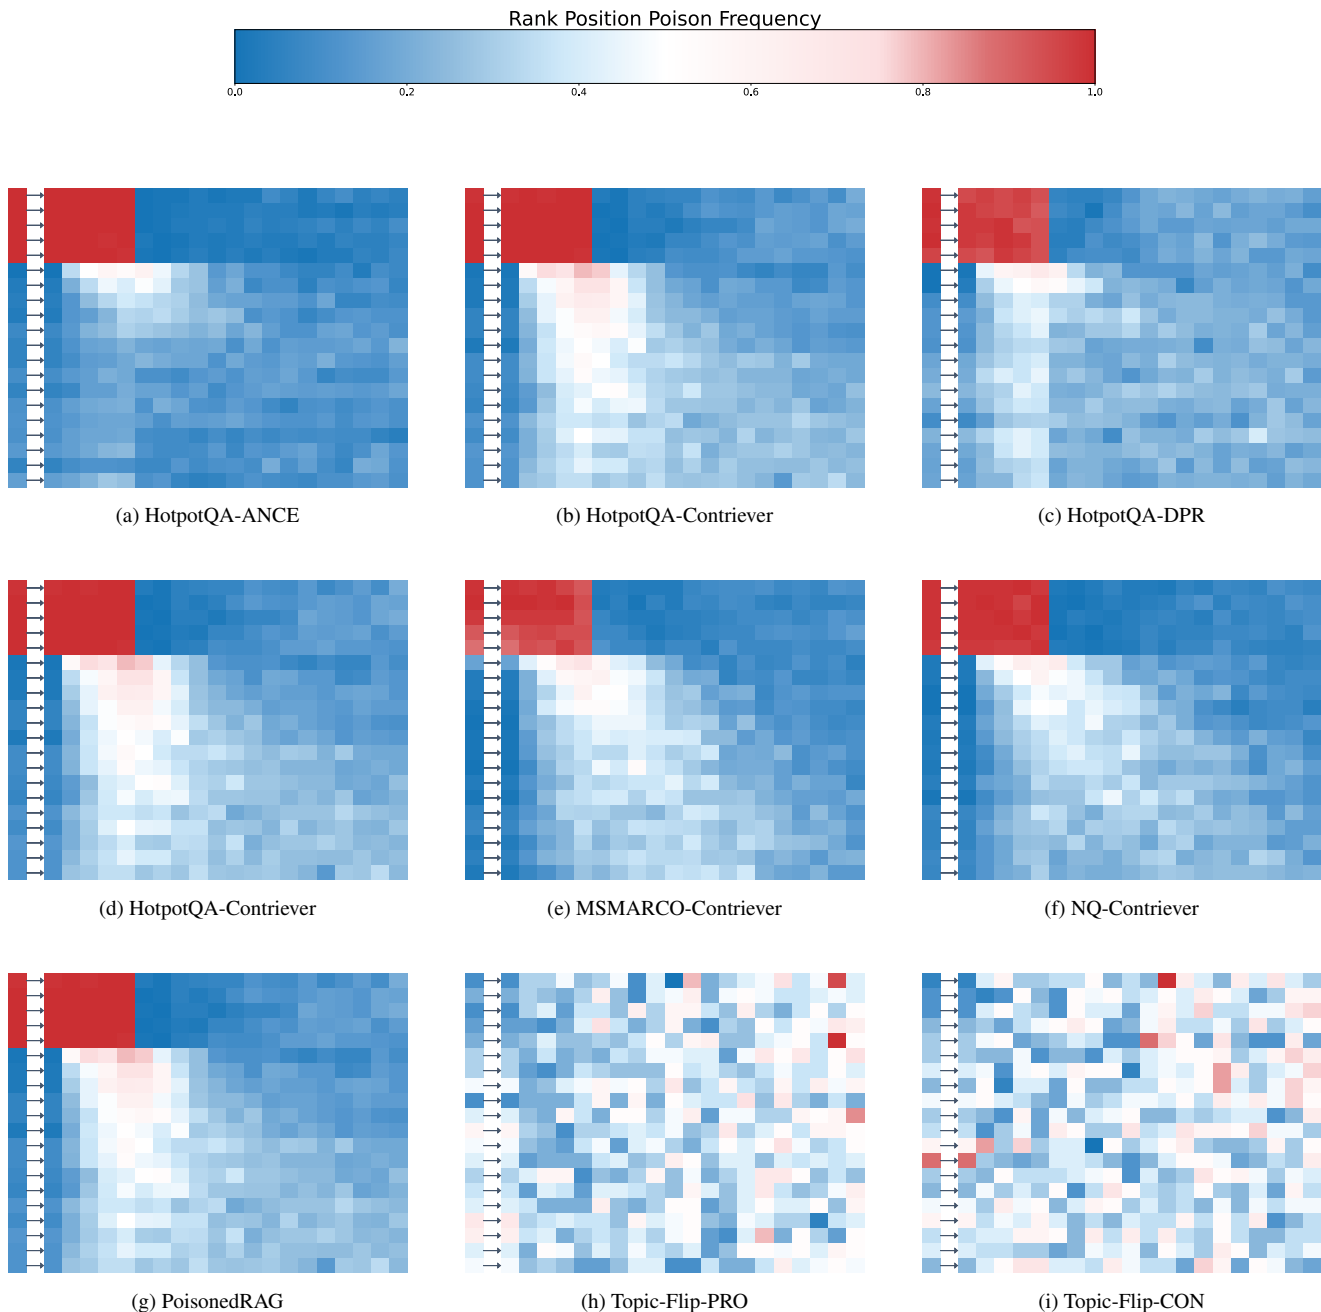 Rank Position Poison Frequency
0.0 0.2 0.4 0.6 0.8 1.0
(a) HotpotQA-ANCE
(b) HotpotQA-Contriever
(c) HotpotQA-DPR
(d) HotpotQA-Contriever
(e) MSMARCO-Contriever
(f) NQ-Contriever
(g) PoisonedRAG
(h) Topic-Flip-PRO
(i) Topic-Flip-CON